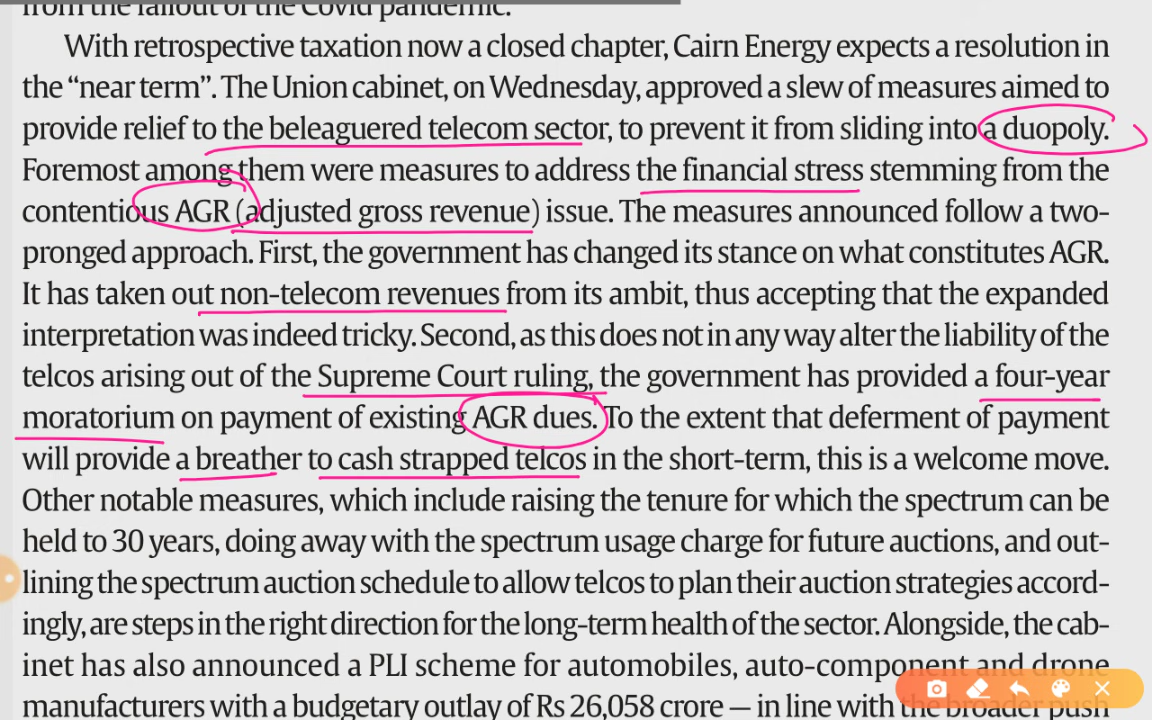 from the fallout of the Covid pandemic.
With retrospective taxation now a closed chapter, Cairn Energy expects a resolution in
the “near term”. The Union cabinet, on Wednesday, approved a slew of measures aimed to
provide relief to the beleaguered telecom sector, to prevent it from sliding into a duopoly.
Foremost among them were measures to address the financial stress stemming from the
contentious AGR (adjusted gross revenue) issue. The measures announced follow a two-
pronged approach. First, the government has changed its stance on what constitutes AGR.
It has taken out non-telecom revenues from its ambit, thus accepting that the expanded
interpretation was indeed tricky. Second, as this does not in any way alter the liability of the
telcos arising out of the Supreme Court ruling, the government has provided a four-year
moratorium on payment of existing AGR dues. To the extent that deferment of payment
will provide a breather to cash strapped telcos in the short-term, this is a welcome move.
Other notable measures, which include raising the tenure for which the spectrum can be
held to 30 years, doing away with the spectrum usage charge for future auctions, and out-
lining the spectrum auction schedule to allow telcos to plan their auction strategies accord-
ingly, are steps in the right direction for the long-term health of the sector. Alongside, the cab-
inet has also announced a PLI scheme for automobiles, auto-component and drone
manufacturers with a budgetary outlay of Rs 26,058 crore — in line with the broader push